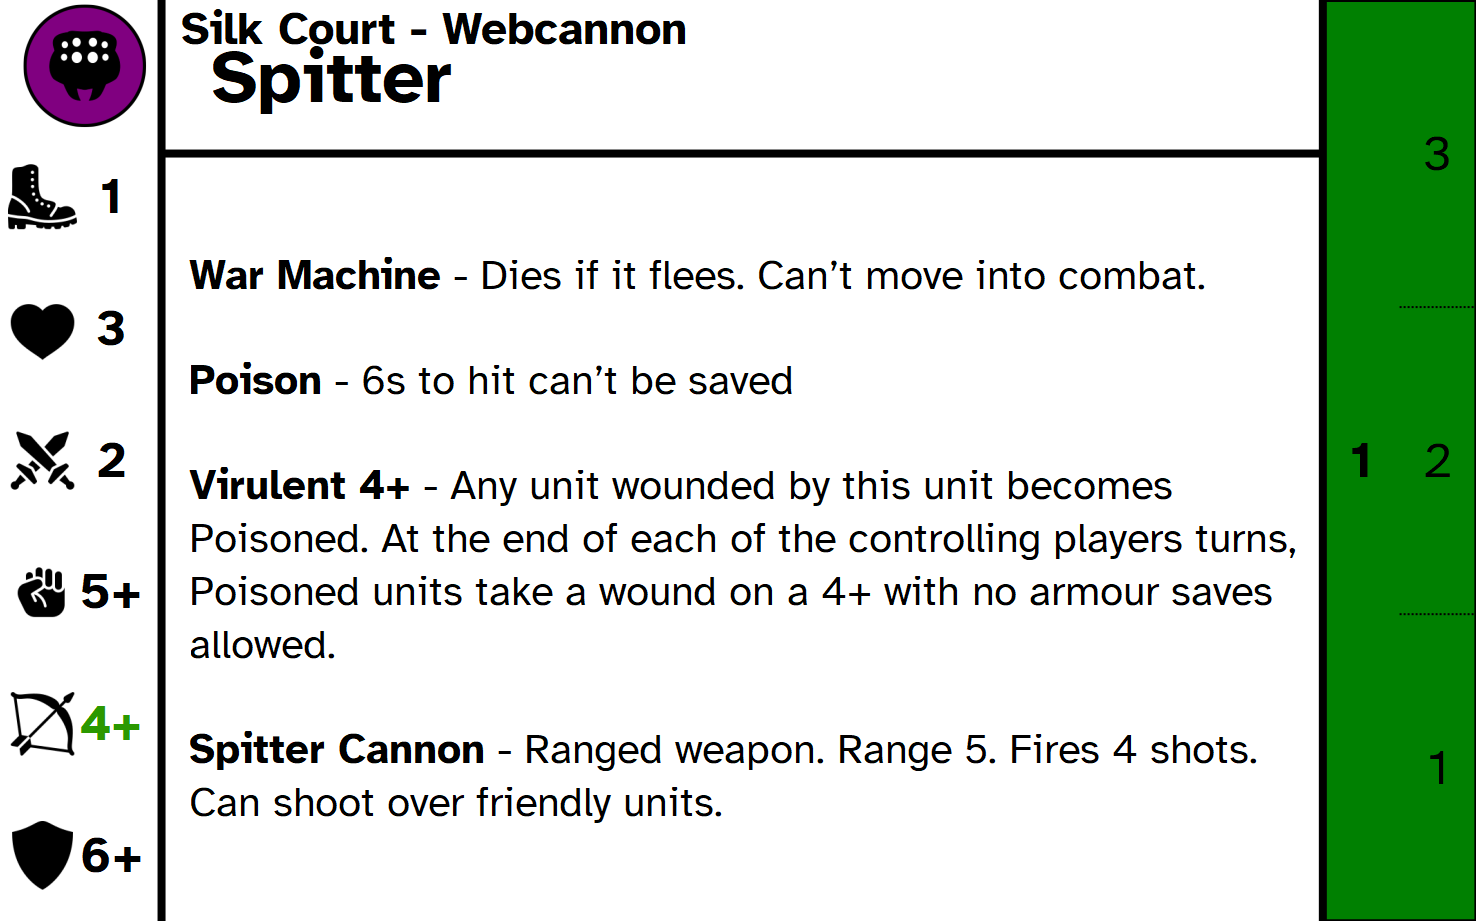 Silk Court - Webcannon
Spitter
1
3
2
5+
4+
6+
War Machine - Dies if it flees. Can’t move into combat.
Poison - 6s to hit can’t be saved
Virulent 4+ - Any unit wounded by this unit becomes
Poisoned. At the end of each of the controlling players turns,
Poisoned units take a wound on a 4+ with no armour saves
allowed.
Spitter Cannon - Ranged weapon. Range 5. Fires 4 shots.
Can shoot over friendly units.
3
1 2
1